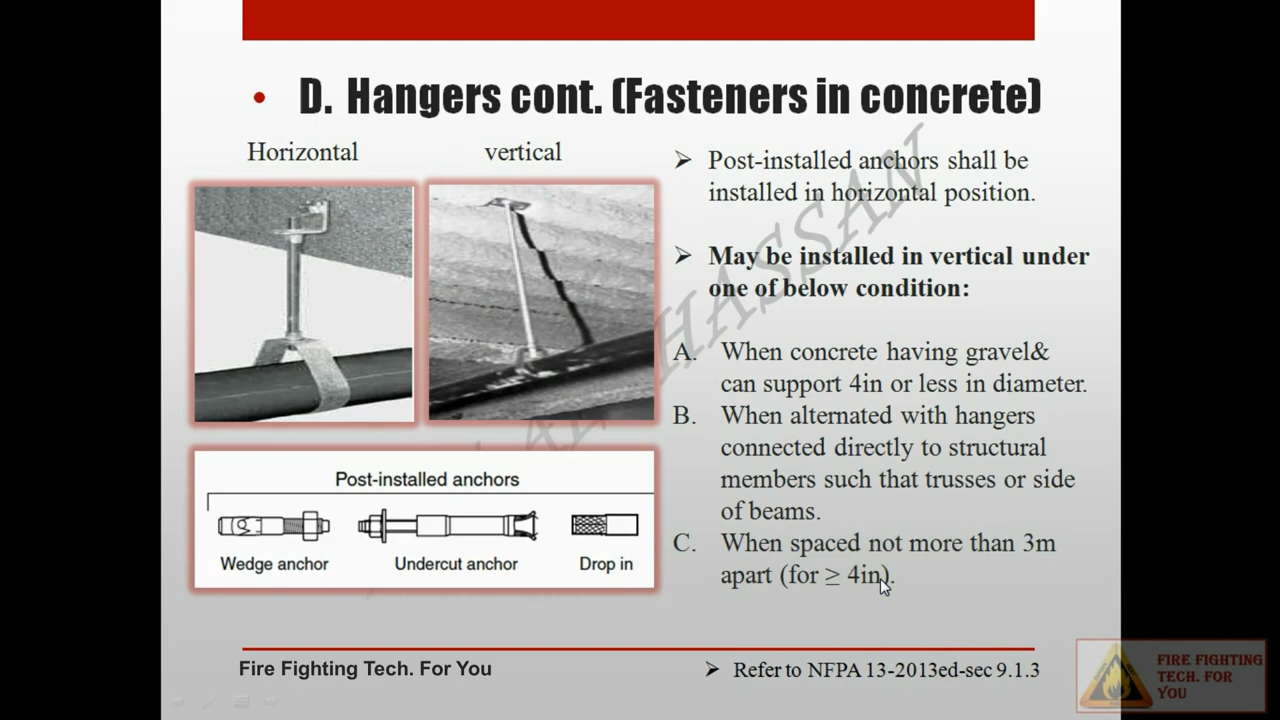 • D. Hangers cont. (Fasteners in concrete)
Horizontal
vertical
Post-installed anchors
Wedge anchor
Undercut anchor
Drop in
➢ Post-installed anchors shall be
installed in horizontal position.
➢ May be installed in vertical under
one of below condition:
A. When concrete having gravel&
can support 4in or less in diameter.
B. When alternated with hangers
connected directly to structural
members such that trusses or side
of beams.
C. When spaced not more than 3m
apart (for ≥ 4in).
HASSAN
Fire Fighting Tech. For You
➢ Refer to NFPA 13-2013ed-sec 9.1.3
FIRE FIGHTING
TECH. FOR
YOU